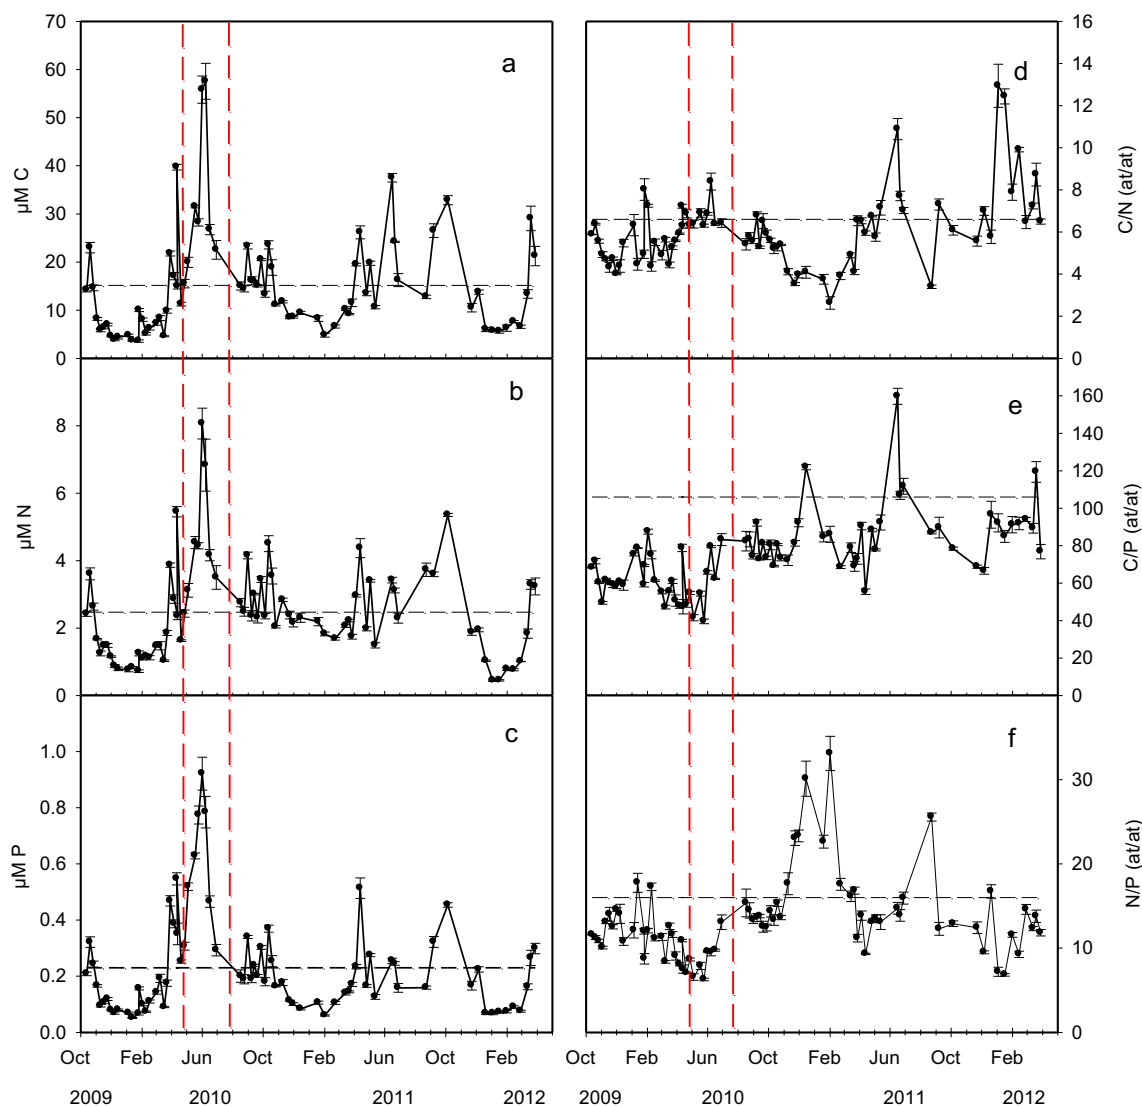 70
60
50
40
30
20
10
0
µM C
a
8
6
4
2
0
µM N
b
1.0
0.8
0.6
0.4
0.2
0.0
µM P
c
Oct Feb Jun Oct Feb Jun Oct Feb
2009 2010 2011 2012
d
16
14
12
10
8
6
4
2
0
C/N (at/at)
e
160
140
120
100
80
60
40
20
0
C/P (at/at)
f
30
20
10
0
N/P (at/at)
Oct Feb Jun Oct Feb Jun Oct Feb
2009 2010 2011 2012